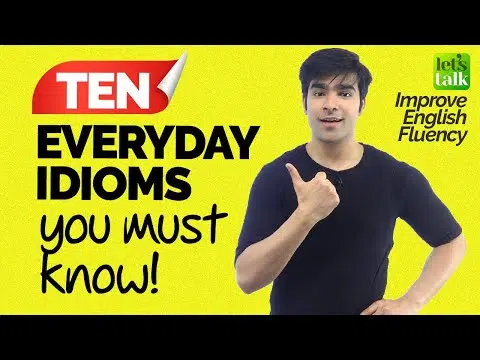 TEN
EVERYDAY
IDIOMS
you must
know!
let's
talk
Improve
English
Fluency